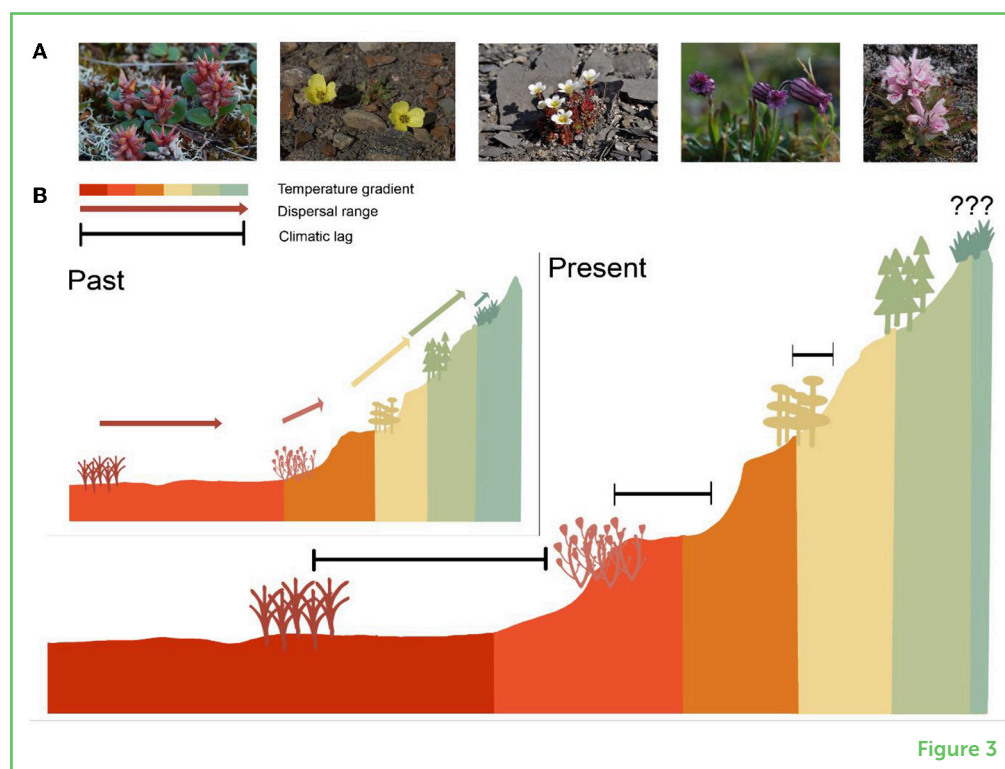 A
B
Temperature gradient
Dispersal range
Climatic lag
Past
Present
???
Figure 3